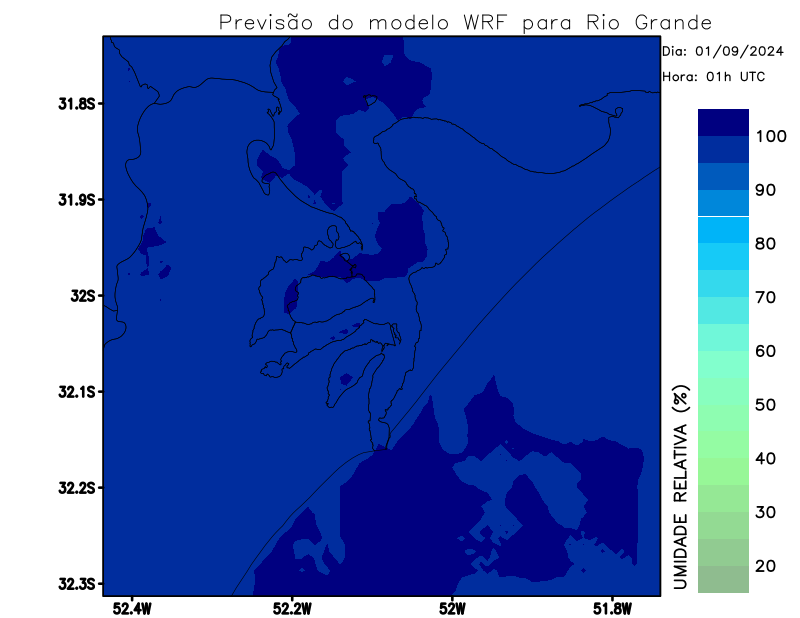 Previsão do modelo WRF para Rio Grande
Dia: 01/09/2024
Hora: 01h UTC
31.8S
31.9S
32S
32.1S
32.2S
32.3S
52.4W
52.2W
52W
51.8W
UMIDADE RELATIVA (%)
100
90
80
70
60
50
40
30
20